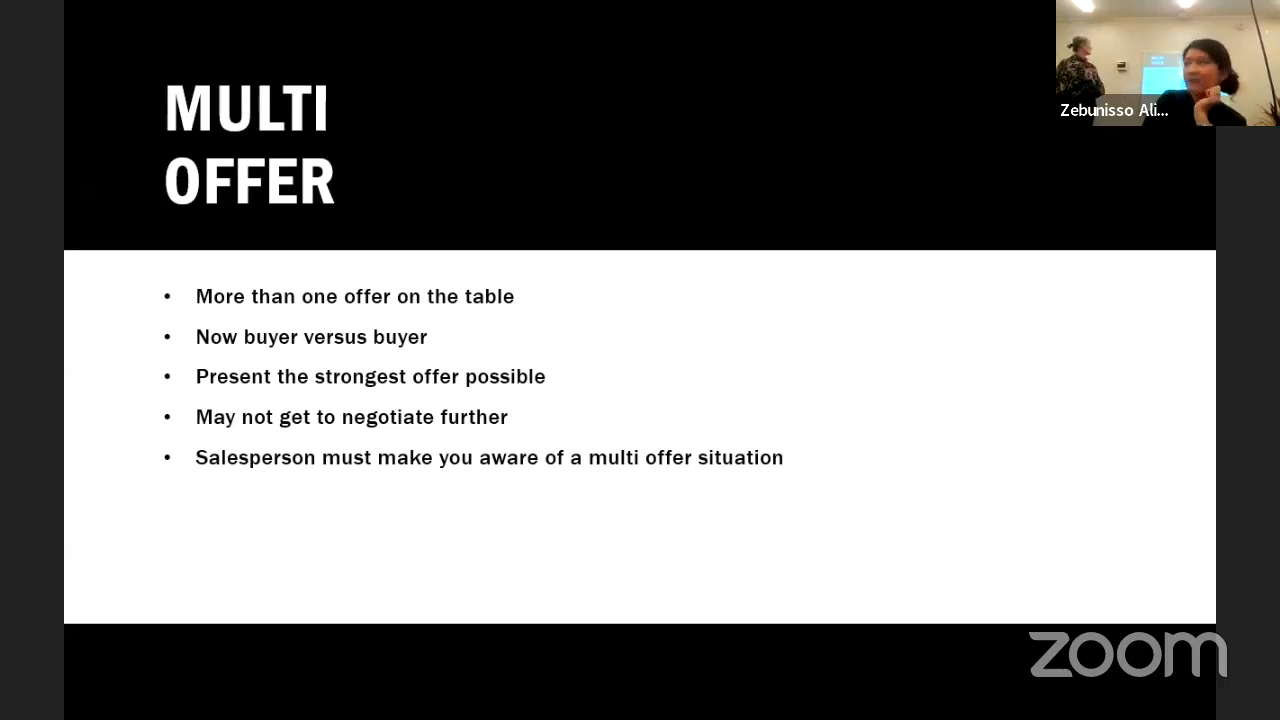 MULTI
OFFER
Zebunisso Ali...
• More than one offer on the table
• Now buyer versus buyer
• Present the strongest offer possible
• May not get to negotiate further
• Salesperson must make you aware of a multi offer situation
zoom